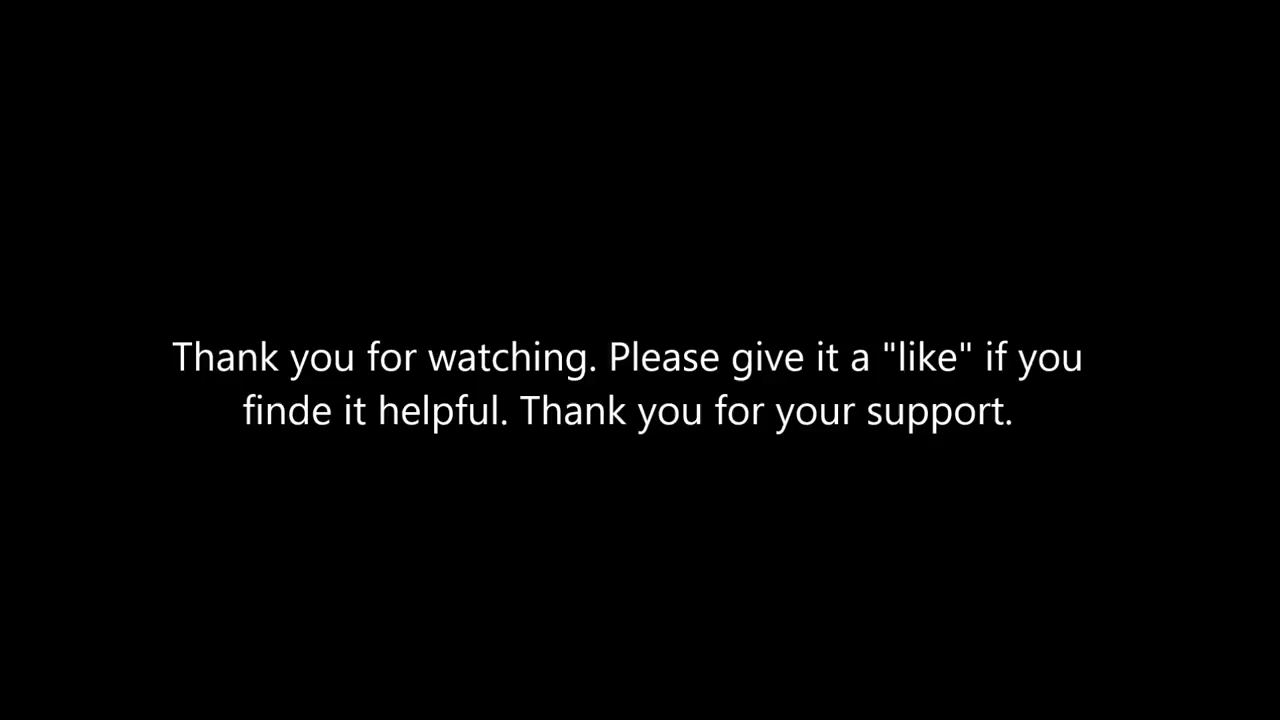 Thank you for watching. Please give it a "like" if you
finde it helpful. Thank you for your support.